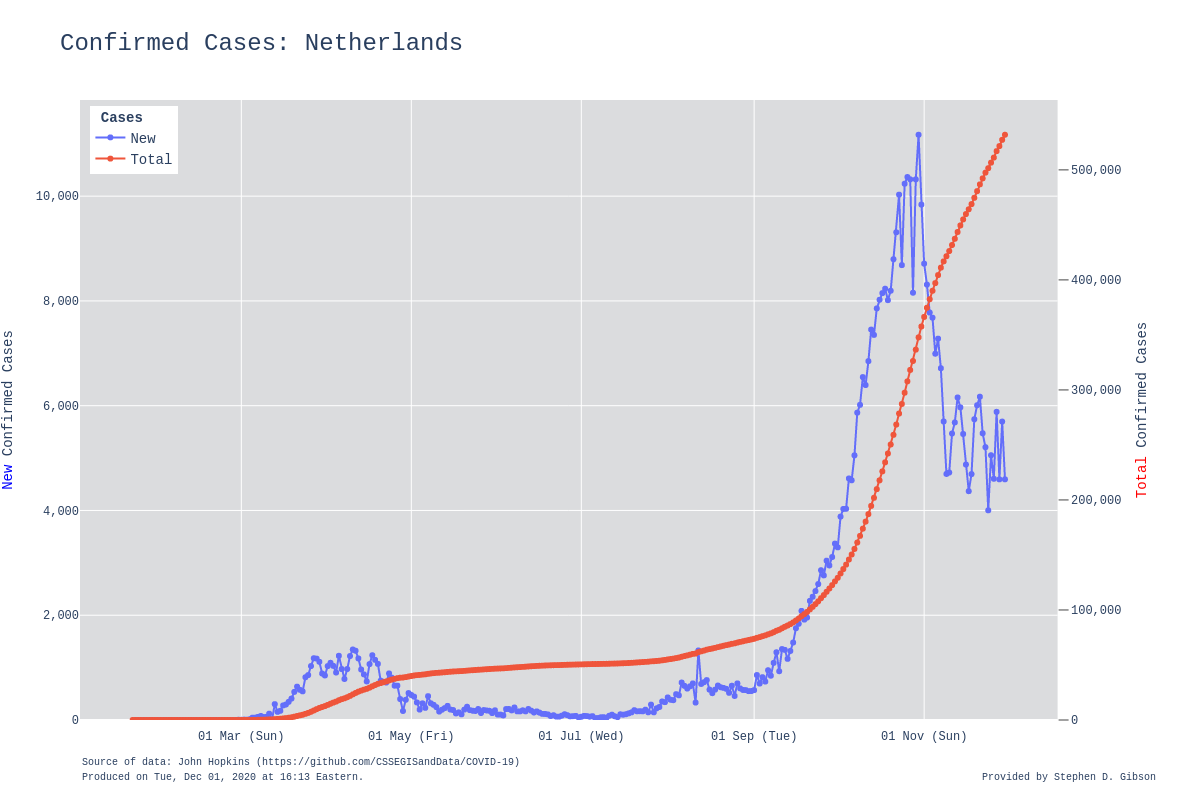 Confirmed Cases: Netherlands
Cases
New
Total
10,000
8,000
6,000
4,000
2,000
0
New Confirmed Cases
500,000
400,000
300,000
200,000
100,000
0
Total Confirmed Cases
01 Mar (Sun)
01 May (Fri)
01 Jul (Wed)
01 Sep (Tue)
01 Nov (Sun)
Source of data: John Hopkins (https://github.com/CSSEGISandData/COVID-19)
Produced on Tue, Dec 01, 2020 at 16:13 Eastern.
Provided by Stephen D. Gibson